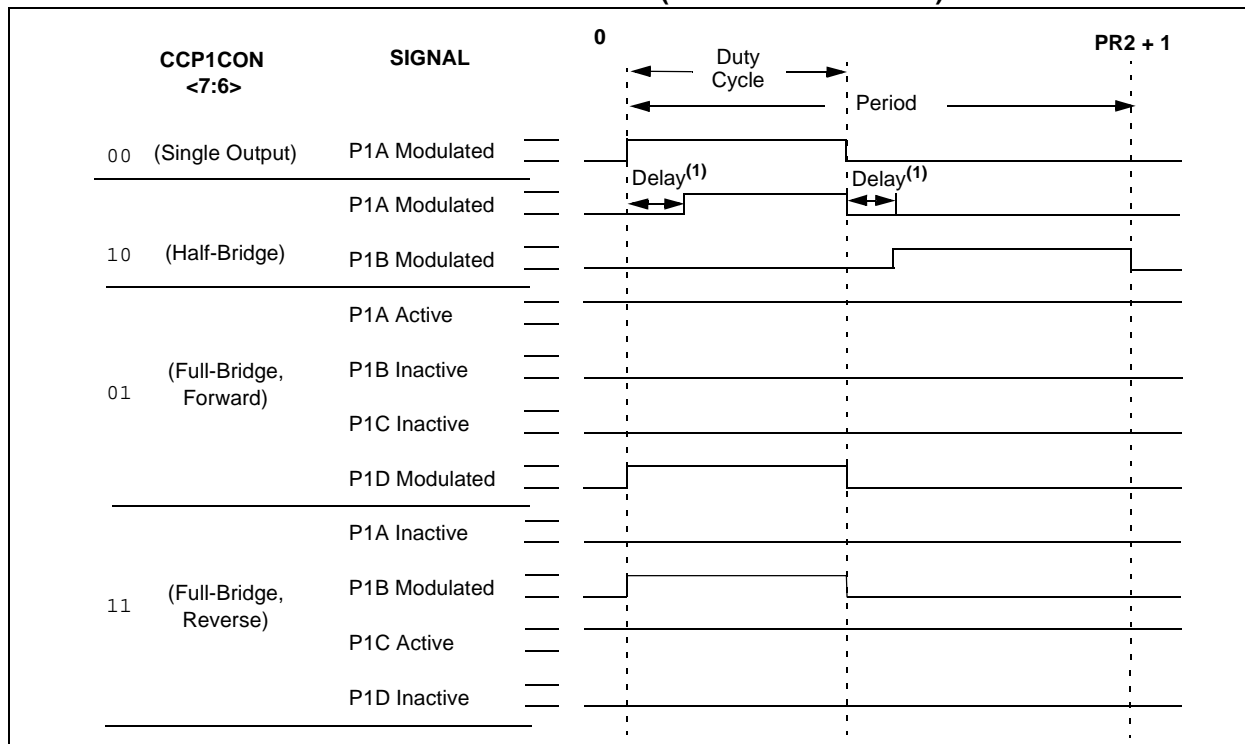 0
PR2 + 1
CCP1CON
<7:6>
SIGNAL
Duty
Cycle
Period
00 (Single Output) P1A Modulated
Delay(1) Delay(1)
P1A Modulated
10 (Half-Bridge) P1B Modulated
P1A Active
01 (Full-Bridge,
Forward)
P1B Inactive
P1C Inactive
P1D Modulated
P1A Inactive
11 (Full-Bridge,
Reverse)
P1B Modulated
P1C Active
P1D Inactive